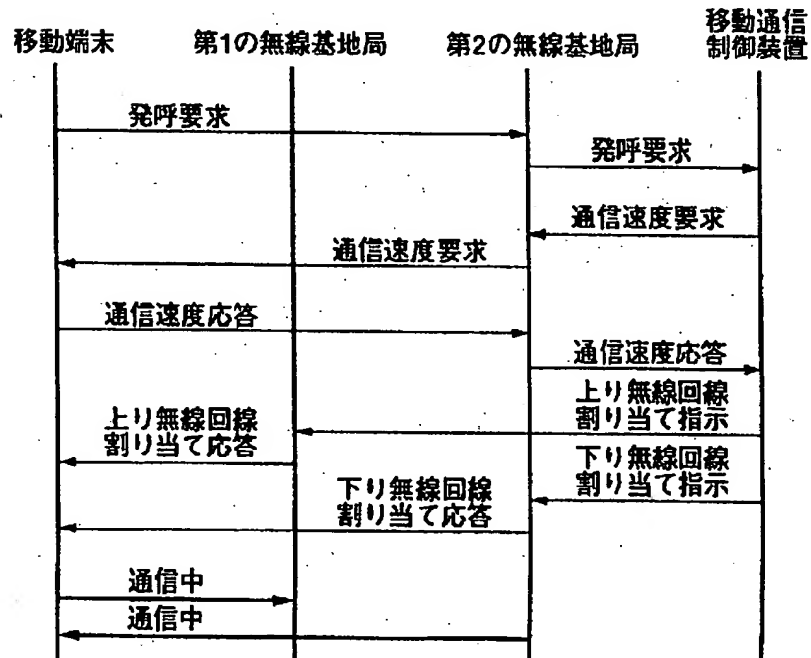 移動端末
第1の無線基地局
第2の無線基地局
移動通信
制御装置
発呼要求
発呼要求
通信速度要求
通信速度要求
通信速度応答
通信速度応答
上り無線回線
割り当て指示
上り無線回線
割り当て応答
下り無線回線
割り当て指示
下り無線回線
割り当て応答
通信中
通信中